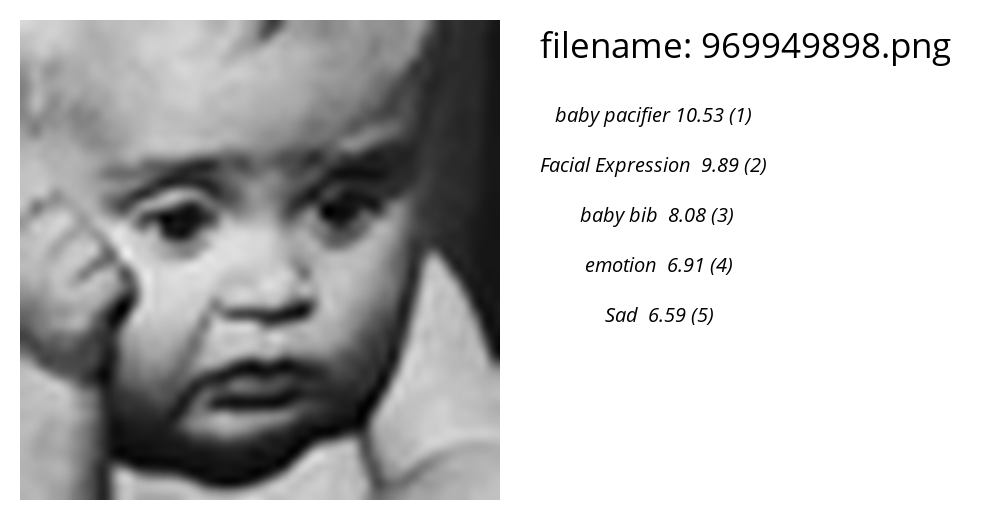 filename: 969949898.png
baby pacifier 10.53 (1)
Facial Expression 9.89 (2)
baby bib 8.08 (3)
emotion 6.91 (4)
Sad 6.59 (5)